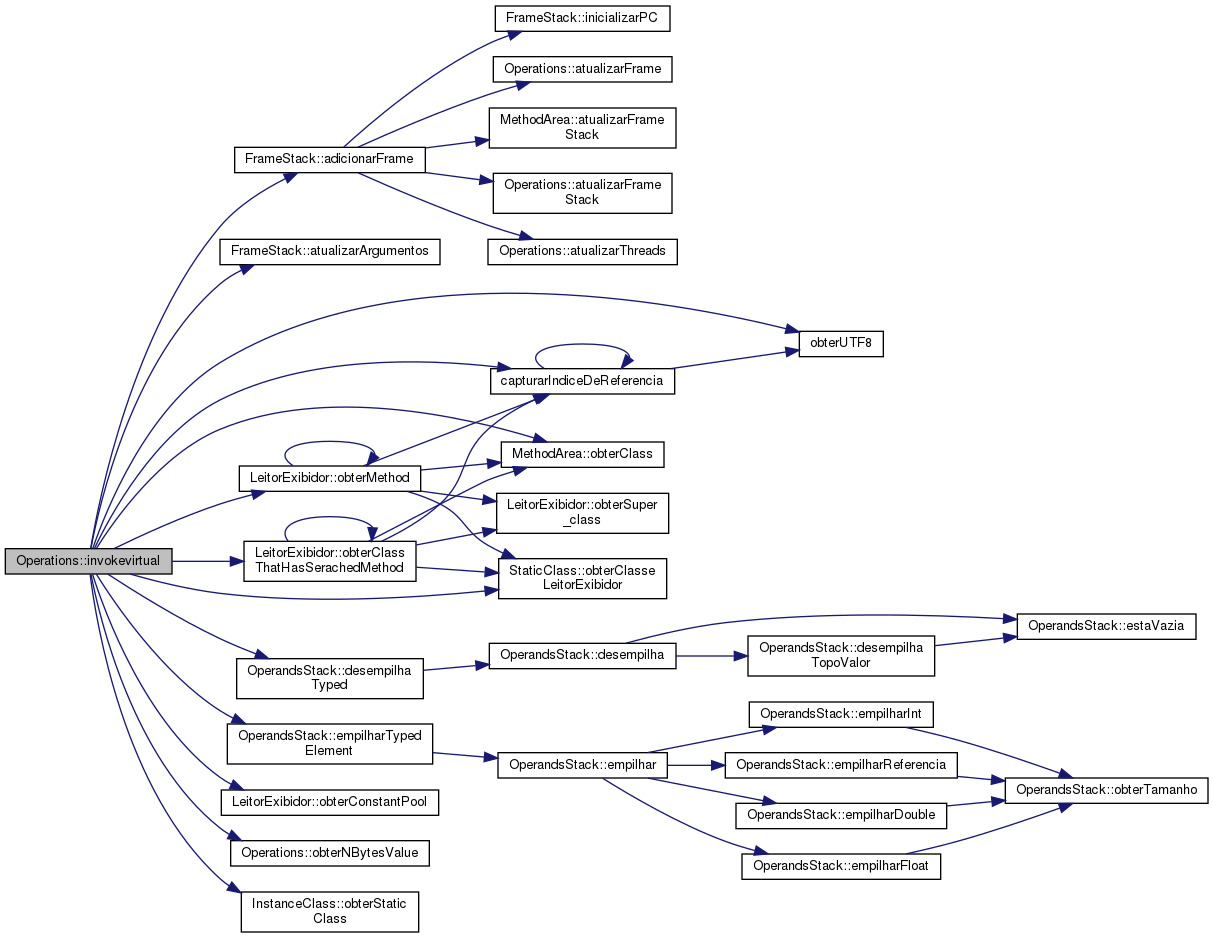 FrameStack::inicializarPC
Operations::atualizarFrame
MethodArea::atualizarFrame
Stack
FrameStack::adicionarFrame
Operations::atualizarFrame
Stack
FrameStack::atualizarArgumentos
Operations::atualizarThreads
obterUTF8
capturarIndiceDeReferencia
MethodArea::obterClass
LeitorExibidor::obterMethod
LeitorExibidor::obterSuper
_class
Operations::invokevirtual
LeitorExibidor::obterClass
ThatHasSerachedMethod
StaticClass::obterClasse
LeitorExibidor
OperandsStack::estaVazia
OperandsStack::desempilha
OperandsStack::desempilha
TopoValor
OperandsStack::desempilha
Typed
OperandsStack::empilharInt
OperandsStack::empilharTyped
Element
OperandsStack::empilhar
OperandsStack::empilharReferencia
OperandsStack::obterTamanho
LeitorExibidor::obterConstantPool
OperandsStack::empilharDouble
Operations::obterNBytesValue
OperandsStack::empilharFloat
InstanceClass::obterStatic
Class